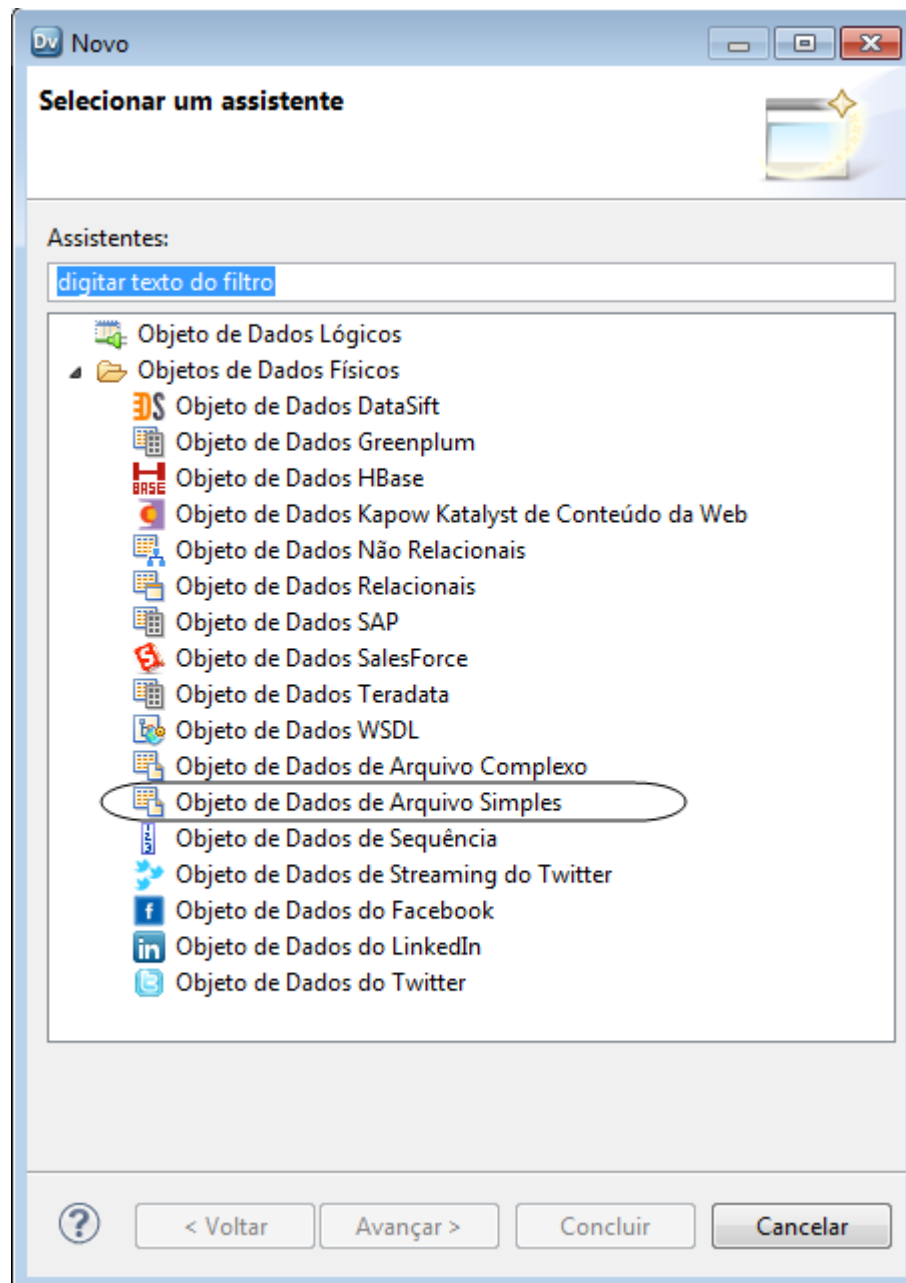 Dv Novo
Selecionar um assistente
Assistentes:
digitar texto do filtro
Objeto de Dados Lógicos
Objetos de Dados Físicos
DS Objeto de Dados DataSift
Objeto de Dados Greenplum
H BASE Objeto de Dados HBase
Objeto de Dados Kapow Katalyst de Conteúdo da Web
Objeto de Dados Não Relacionais
Objeto de Dados Relacionais
Objeto de Dados SAP
S Objeto de Dados SalesForce
Objeto de Dados Teradata
Objeto de Dados WSDL
Objeto de Dados de Arquivo Complexo
Objeto de Dados de Arquivo Simples
123 Objeto de Dados de Sequência
Objeto de Dados de Streaming do Twitter
f Objeto de Dados do Facebook
in Objeto de Dados do LinkedIn
t Objeto de Dados do Twitter
? < Voltar Avançar > Concluir Cancelar